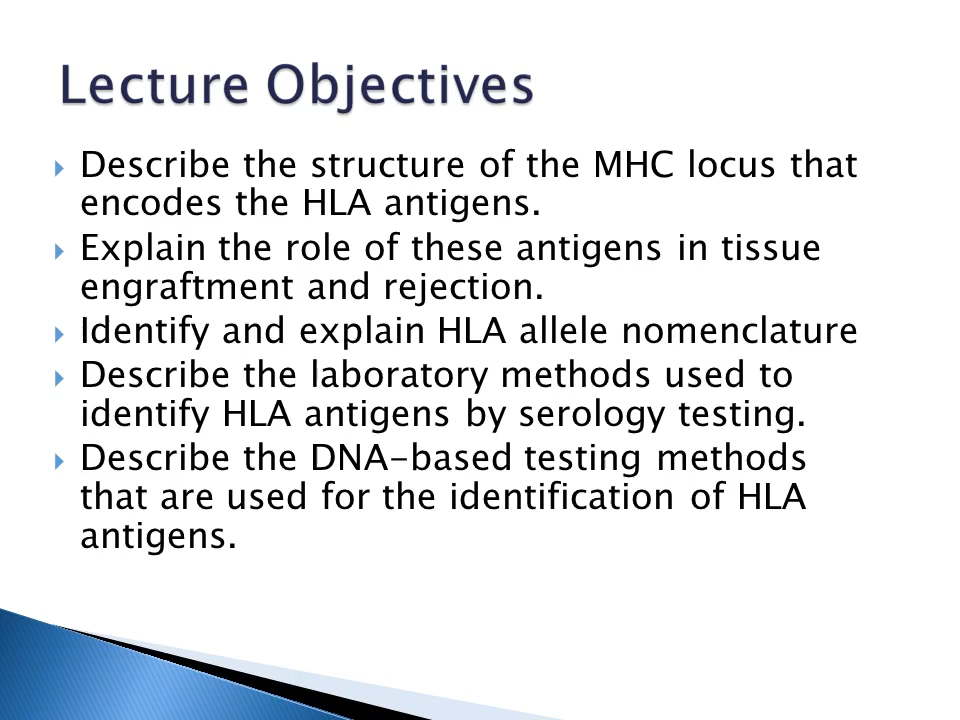 Lecture Objectives
Describe the structure of the MHC locus that
encodes the HLA antigens.
Explain the role of these antigens in tissue
engraftment and rejection.
Identify and explain HLA allele nomenclature
Describe the laboratory methods used to
identify HLA antigens by serology testing.
Describe the DNA-based testing methods
that are used for the identification of HLA
antigens.